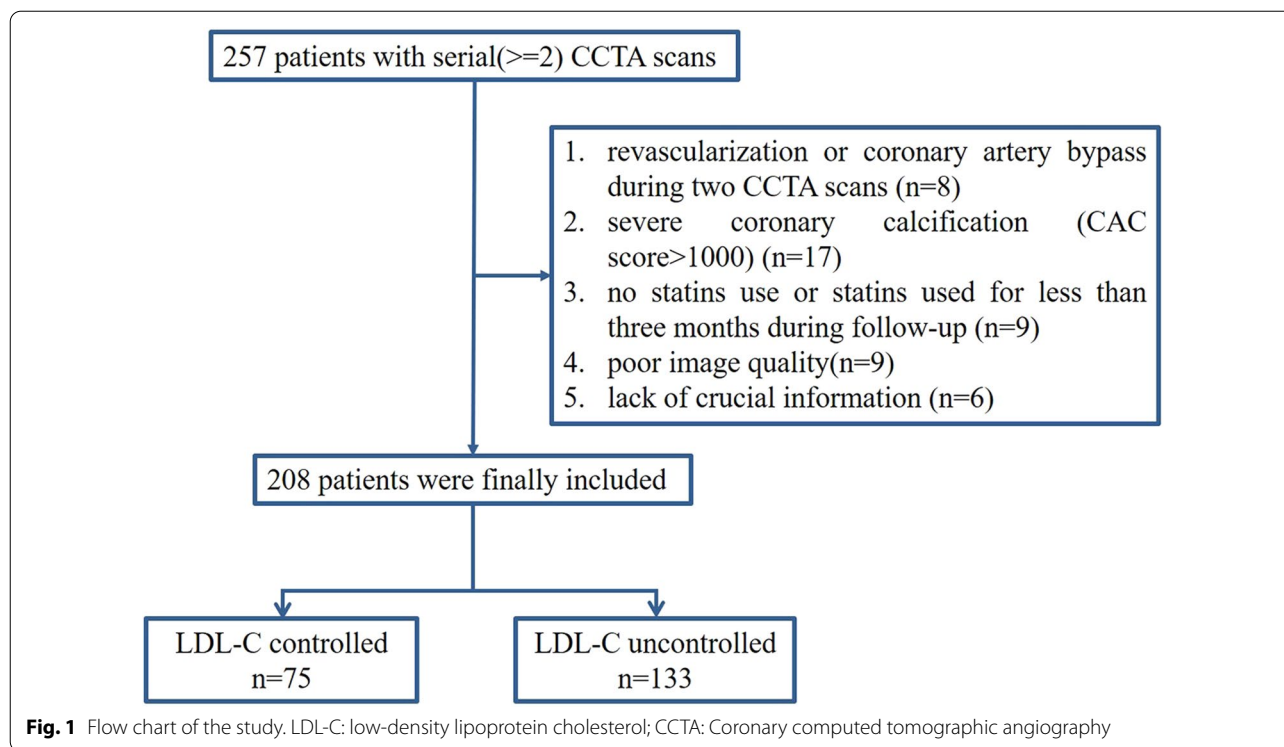 257 patients with serial(>=2) CCTA scans
1. revascularization or coronary artery bypass
during two CCTA scans (n=8)
2. severe coronary calcification (CAC
score>1000) (n=17)
3. no statins use or statins used for less than
three months during follow-up (n=9)
4. poor image quality(n=9)
5. lack of crucial information (n=6)
208 patients were finally included
LDL-C controlled
n=75
LDL-C uncontrolled
n=133
Fig. 1 Flow chart of the study. LDL-C: low-density lipoprotein cholesterol; CCTA: Coronary computed tomographic angiography